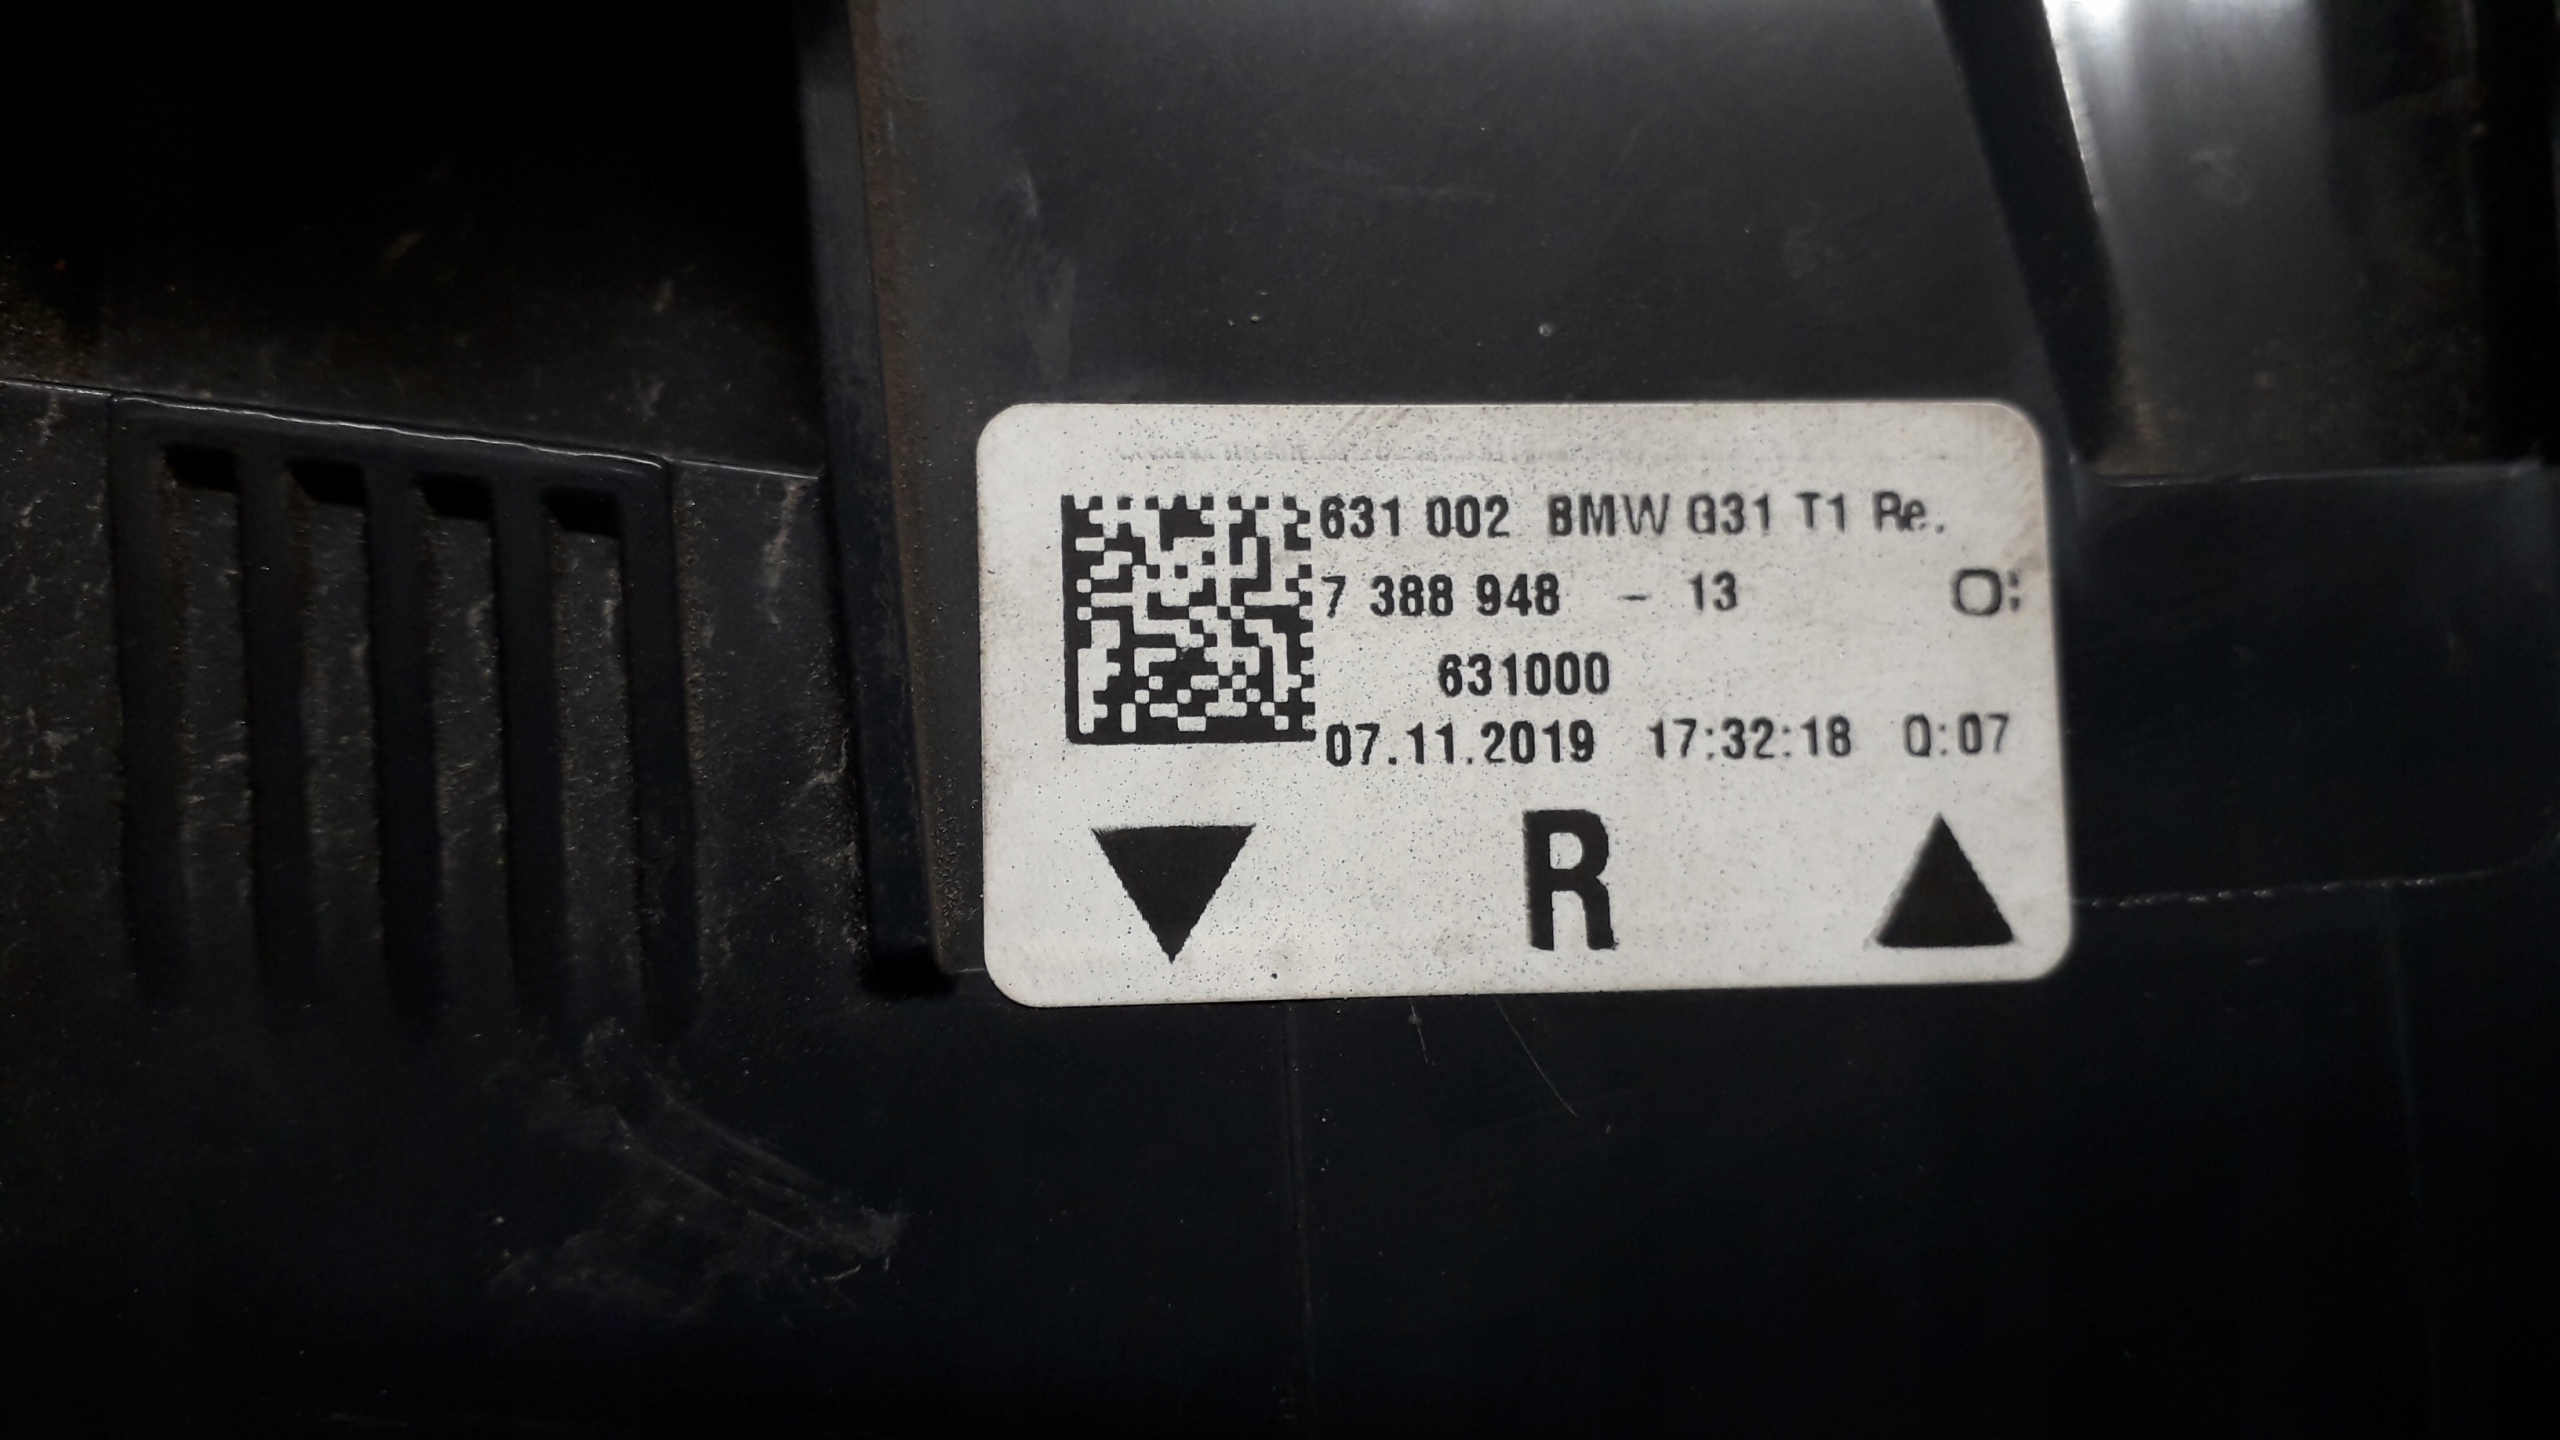 631 002 BMW G31 T1 Re.
7 388 948 - 13 O:
631000
07.11.2019 17:32:18 Q:07
R